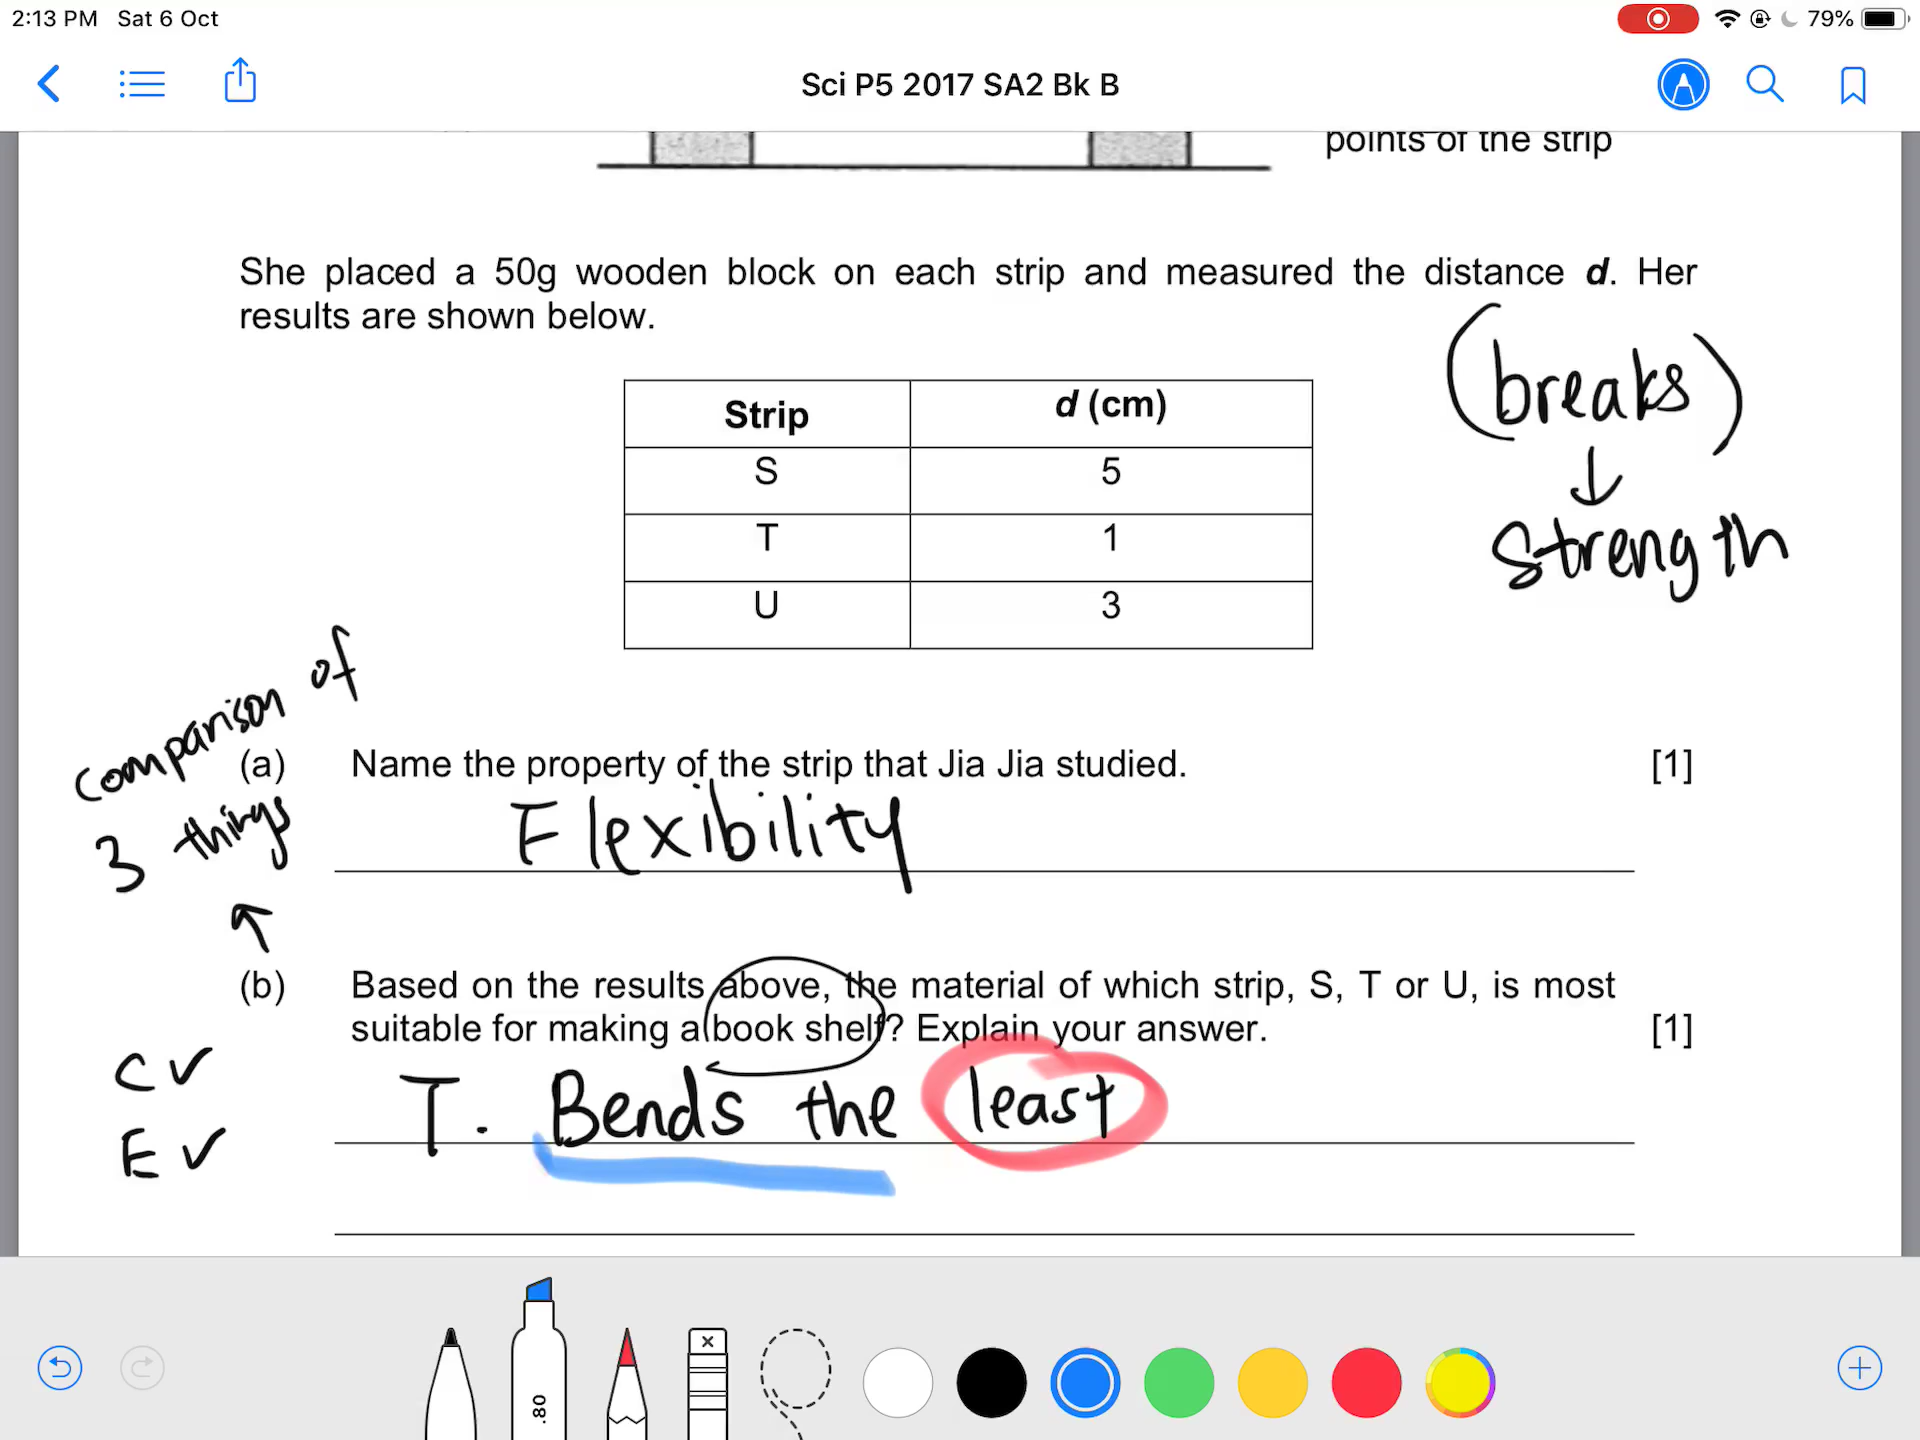 2:13 PM Sat 6 Oct
79%
Sci P5 2017 SA2 Bk B
points of the strip
She placed a 50g wooden block on each strip and measured the distance d. Her
results are shown below.
(breaks)
↓
Strength
Strip d (cm)
S 5
T 1
U 3
comparison of
3 things
(a) Name the property of the strip that Jia Jia studied. [1]
Flexibility
(b) Based on the results above, the material of which strip, S, T or U, is most
suitable for making a book shelf? Explain your answer. [1]
C ✓
E ✓
T. Bends the least
.80